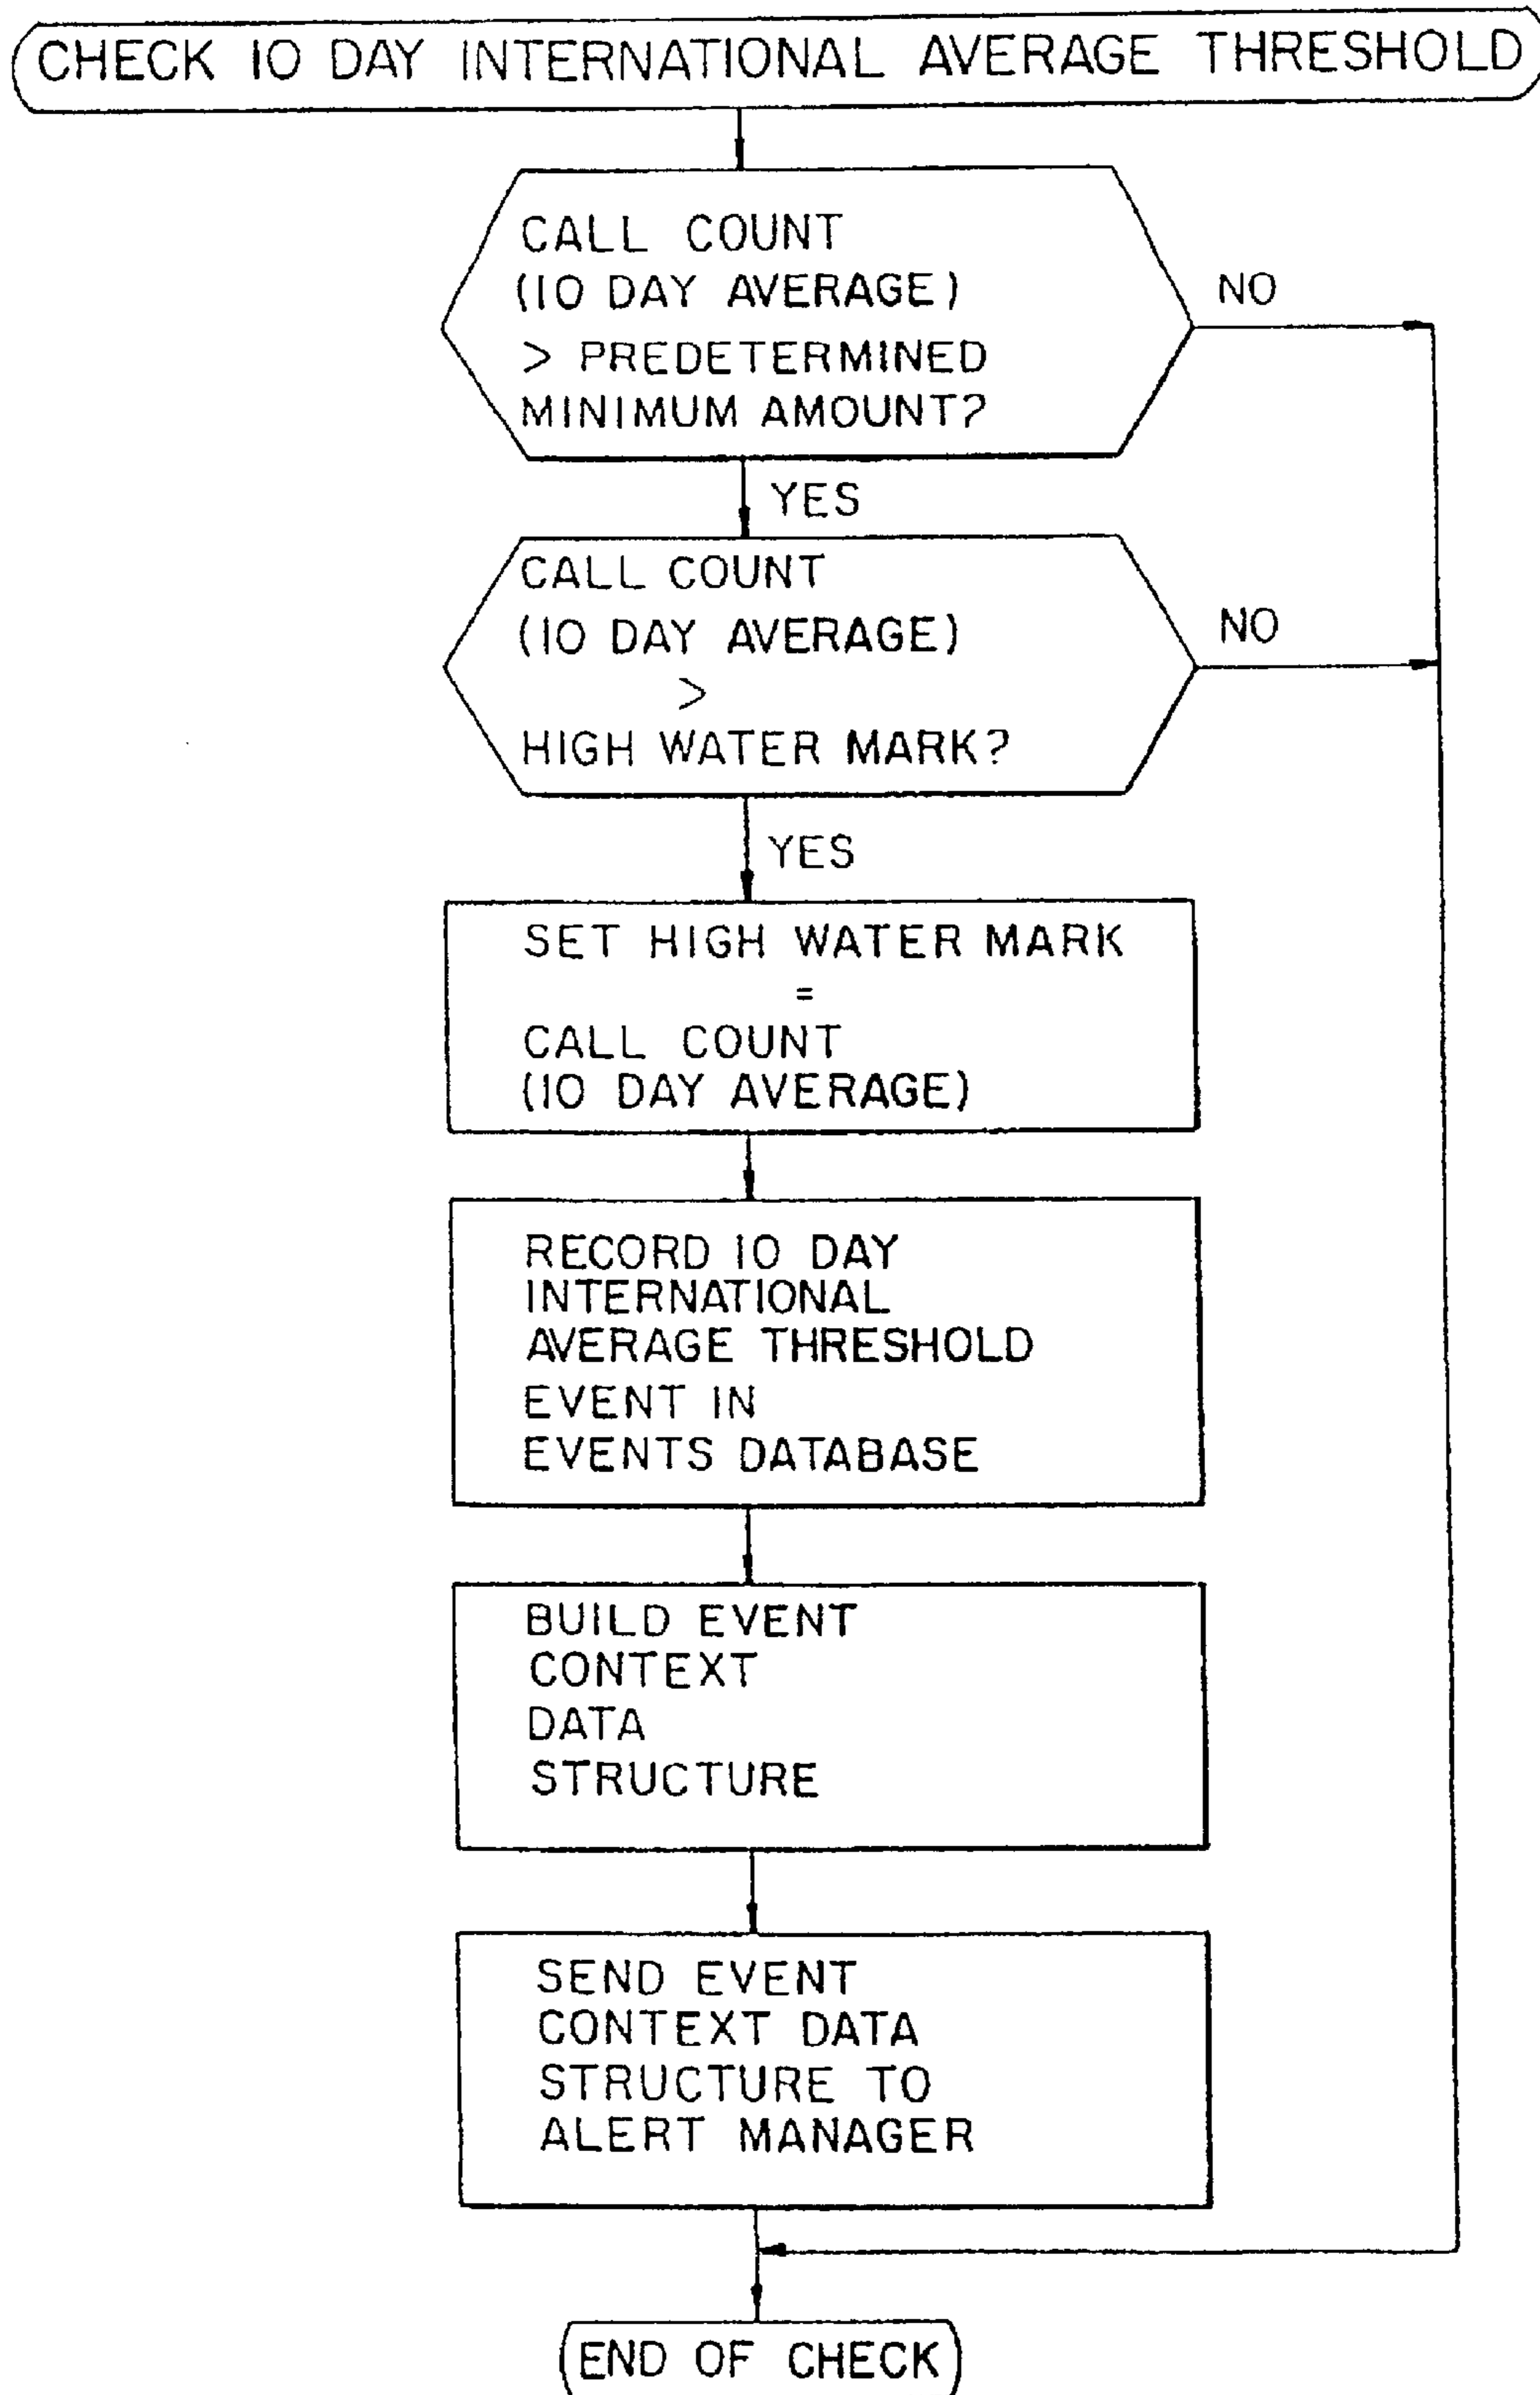 CHECK 10 DAY INTERNATIONAL AVERAGE THRESHOLD
CALL COUNT
(10 DAY AVERAGE)
> PREDETERMINED
MINIMUM AMOUNT?
NO
YES
CALL COUNT
(10 DAY AVERAGE)
>
HIGH WATER MARK?
NO
YES
SET HIGH WATER MARK
=
CALL COUNT
(10 DAY AVERAGE)
RECORD 10 DAY
INTERNATIONAL
AVERAGE THRESHOLD
EVENT IN
EVENTS DATABASE
BUILD EVENT
CONTEXT
DATA
STRUCTURE
SEND EVENT
CONTEXT DATA
STRUCTURE TO
ALERT MANAGER
END OF CHECK